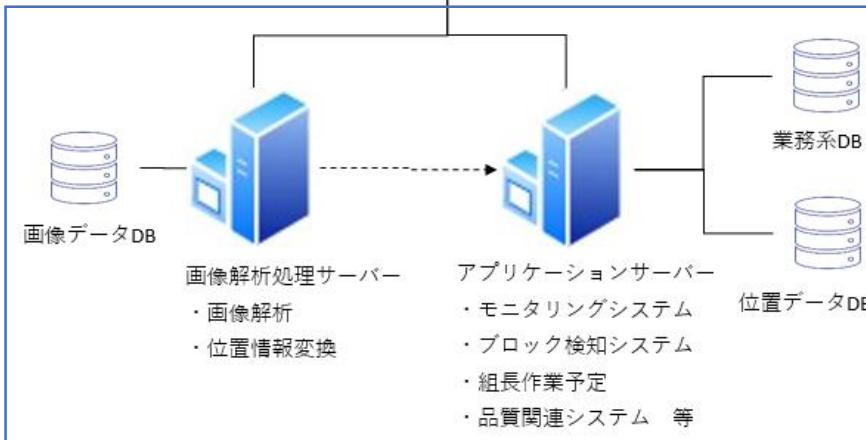 業務系DB
画像データDB
画像解析処理サーバー
・画像解析
・位置情報変換
アプリケーションサーバー
・モニタリングシステム
・ブロック検知システム
・組長作業予定
・品質関連システム　等
位置データDB